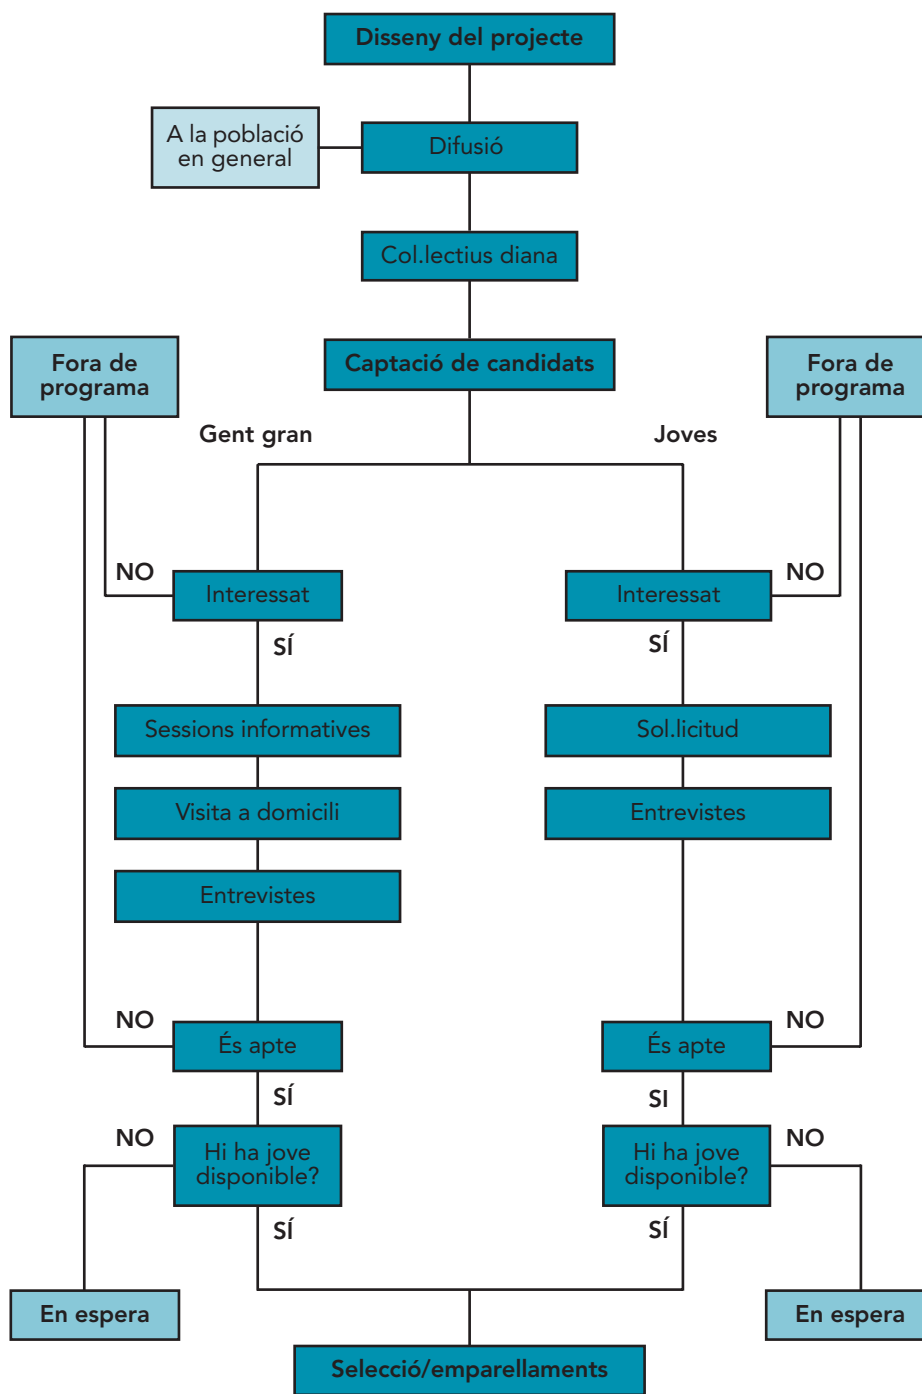 Disseny del projecte
A la població
en general
Difusió
Col.lectius diana
Captació de candidats
Fora de
programa
Fora de
programa
Gent gran
Joves
NO
Interessat
SÍ
Interessat
NO
SÍ
Sessions informatives
Sol.licitud
Visita a domicili
Entrevistes
Entrevistes
NO
És apte
SÍ
És apte
NO
SI
NO
Hi ha jove
disponible?
SÍ
Hi ha jove
disponible?
NO
SÍ
En espera
En espera
Selecció/emparellaments